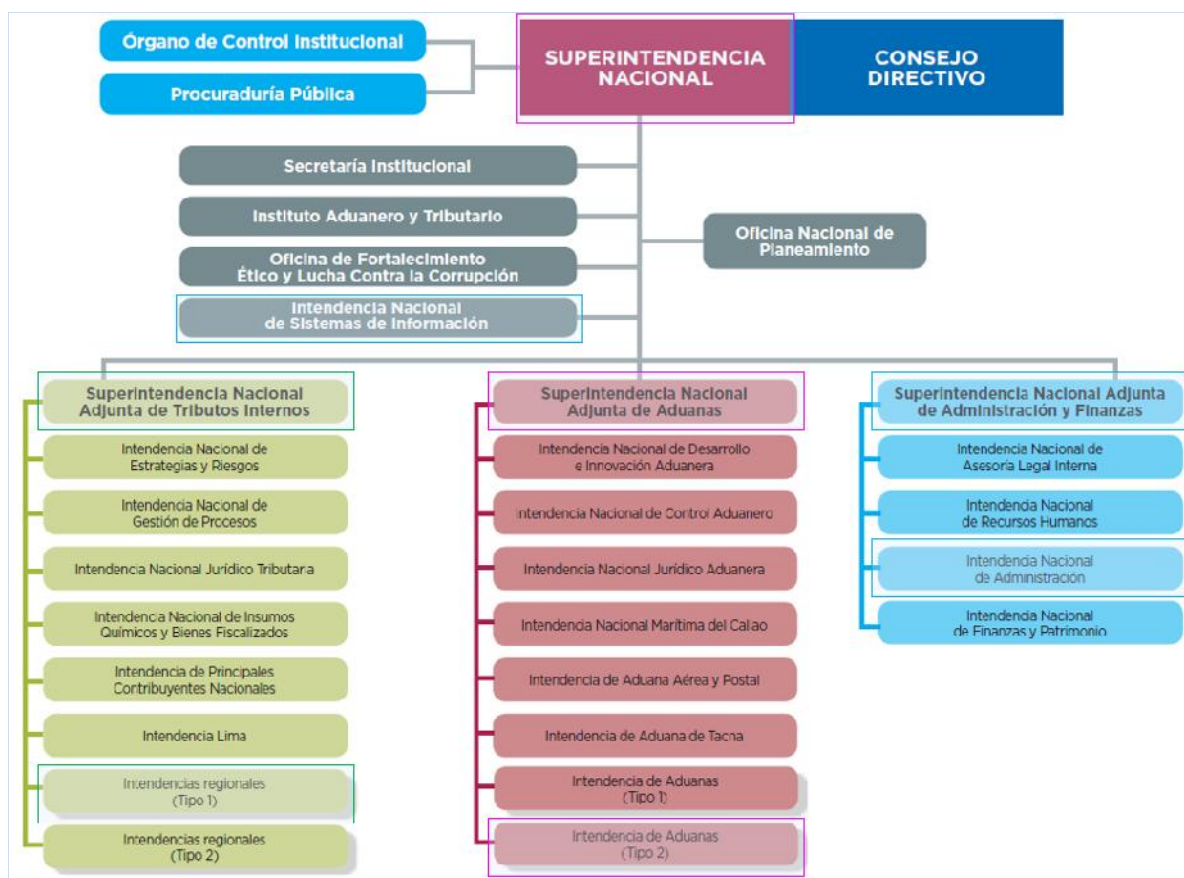 Órgano de Control Institucional
Procuraduría Pública
SUPERINTENDENCIA
NACIONAL
CONSEJO
DIRECTIVO
Secretaría Institucional
Instituto Aduanero y Tributario
Oficina de Fortalecimiento
Ético y Lucha Contra la Corrupción
Intendencia Nacional
de Sistemas de Información
Oficina Nacional de
Planeamiento
Superintendencia Nacional
Adjunta de Tributos Internos
Intendencia Nacional de
Estrategias y Riesgos
Intendencia Nacional de
Gestión de Procesos
Intendencia Nacional Jurídico Tributaria
Intendencia Nacional de Insumos
Químicos y Bienes Fiscalizados
Intendencia de Principales
Contribuyentes Nacionales
Intendencia Lima
Intendencias regionales
(Tipo 1)
Intendencias regionales
(Tipo 2)
Superintendencia Nacional
Adjunta de Aduanas
Intendencia Nacional de Desarrollo
e Innovación Aduanera
Intendencia Nacional de Control Aduanero
Intendencia Nacional Jurídico Aduanera
Intendencia Nacional Marítima del Callao
Intendencia de Aduana Aérea y Postal
Intendencia de Aduana de Tacna
Intendencia de Aduanas
(Tipo 1)
Intendencia de Aduanas
(Tipo 2)
Superintendencia Nacional Adjunta
de Administración y Finanzas
Intendencia Nacional de
Asesoría Legal Interna
Intendencia Nacional
de Recursos Humanos
Intendencia Nacional
de Administración
Intendencia Nacional
de Finanzas y Patrimonio